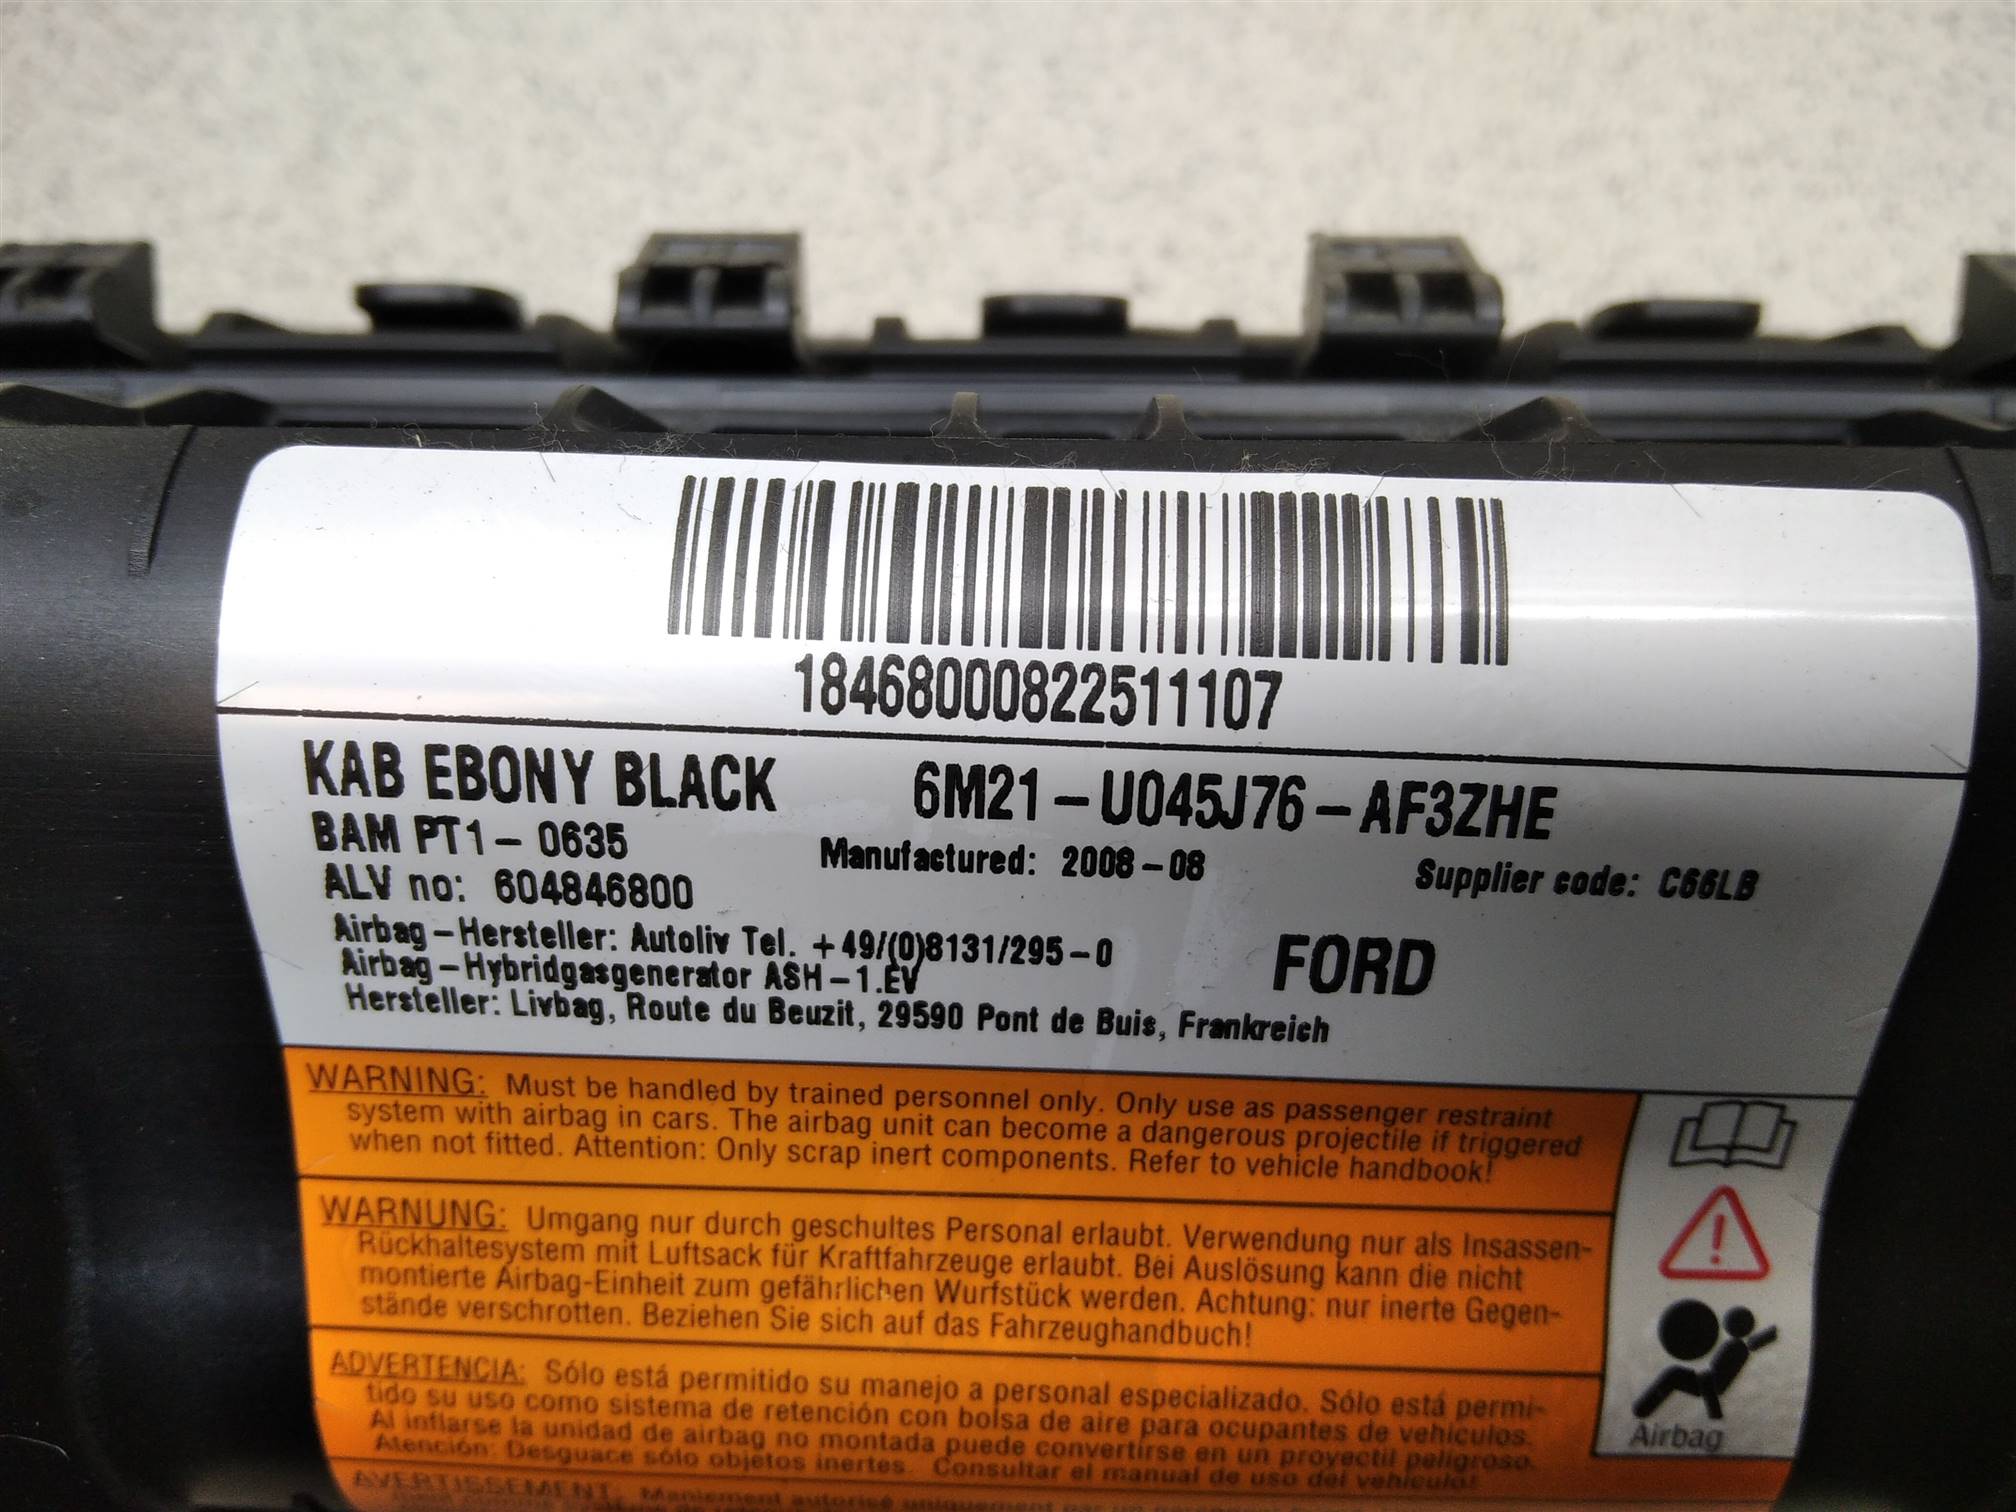 18468000822511107
KAB EBONY BLACK
6M21-U045J76-AF3ZHE
BAM PT1-0635
Manufactured: 2008-08
Supplier code: C66LB
ALV no: 604846800
Airbag-Hersteller: Autoliv Tel. +49/(0)8131/295-0
FORD
Airbag-Hybridgasgenerator ASH-1.EV
Hersteller: Livbag, Route du Beuzit, 29590 Pont de Buis, Frankreich
WARNING: Must be handled by trained personnel only. Only use as passenger restraint
system with airbag in cars. The airbag unit can become a dangerous projectile if triggered
when not fitted. Attention: Only scrap inert components. Refer to vehicle handbook!
WARNUNG: Umgang nur durch geschultes Personal erlaubt. Verwendung nur als Insassen-
Rückhaltesystem mit Luftsack für Kraftfahrzeuge erlaubt. Bei Auslösung kann die nicht
montierte Airbag-Einheit zum gefährlichen Wurfstück werden. Achtung: nur inerte Gegen-
stände verschrotten. Beziehen Sie sich auf das Fahrzeughandbuch!
ADVERTENCIA: Sólo está permitido su manejo a personal especializado. Sólo está permi-
tido su uso como sistema de retención con bolsa de aire para ocupantes de vehículos.
Al inflarse la unidad de airbag no montada puede convertirse en un proyectil peligroso.
Atención: Desguace sólo objetos inertes. Consultar el manual de uso del vehículo!
Airbag
AVERTISSEMENT: Maniement autorisé uniquement par un